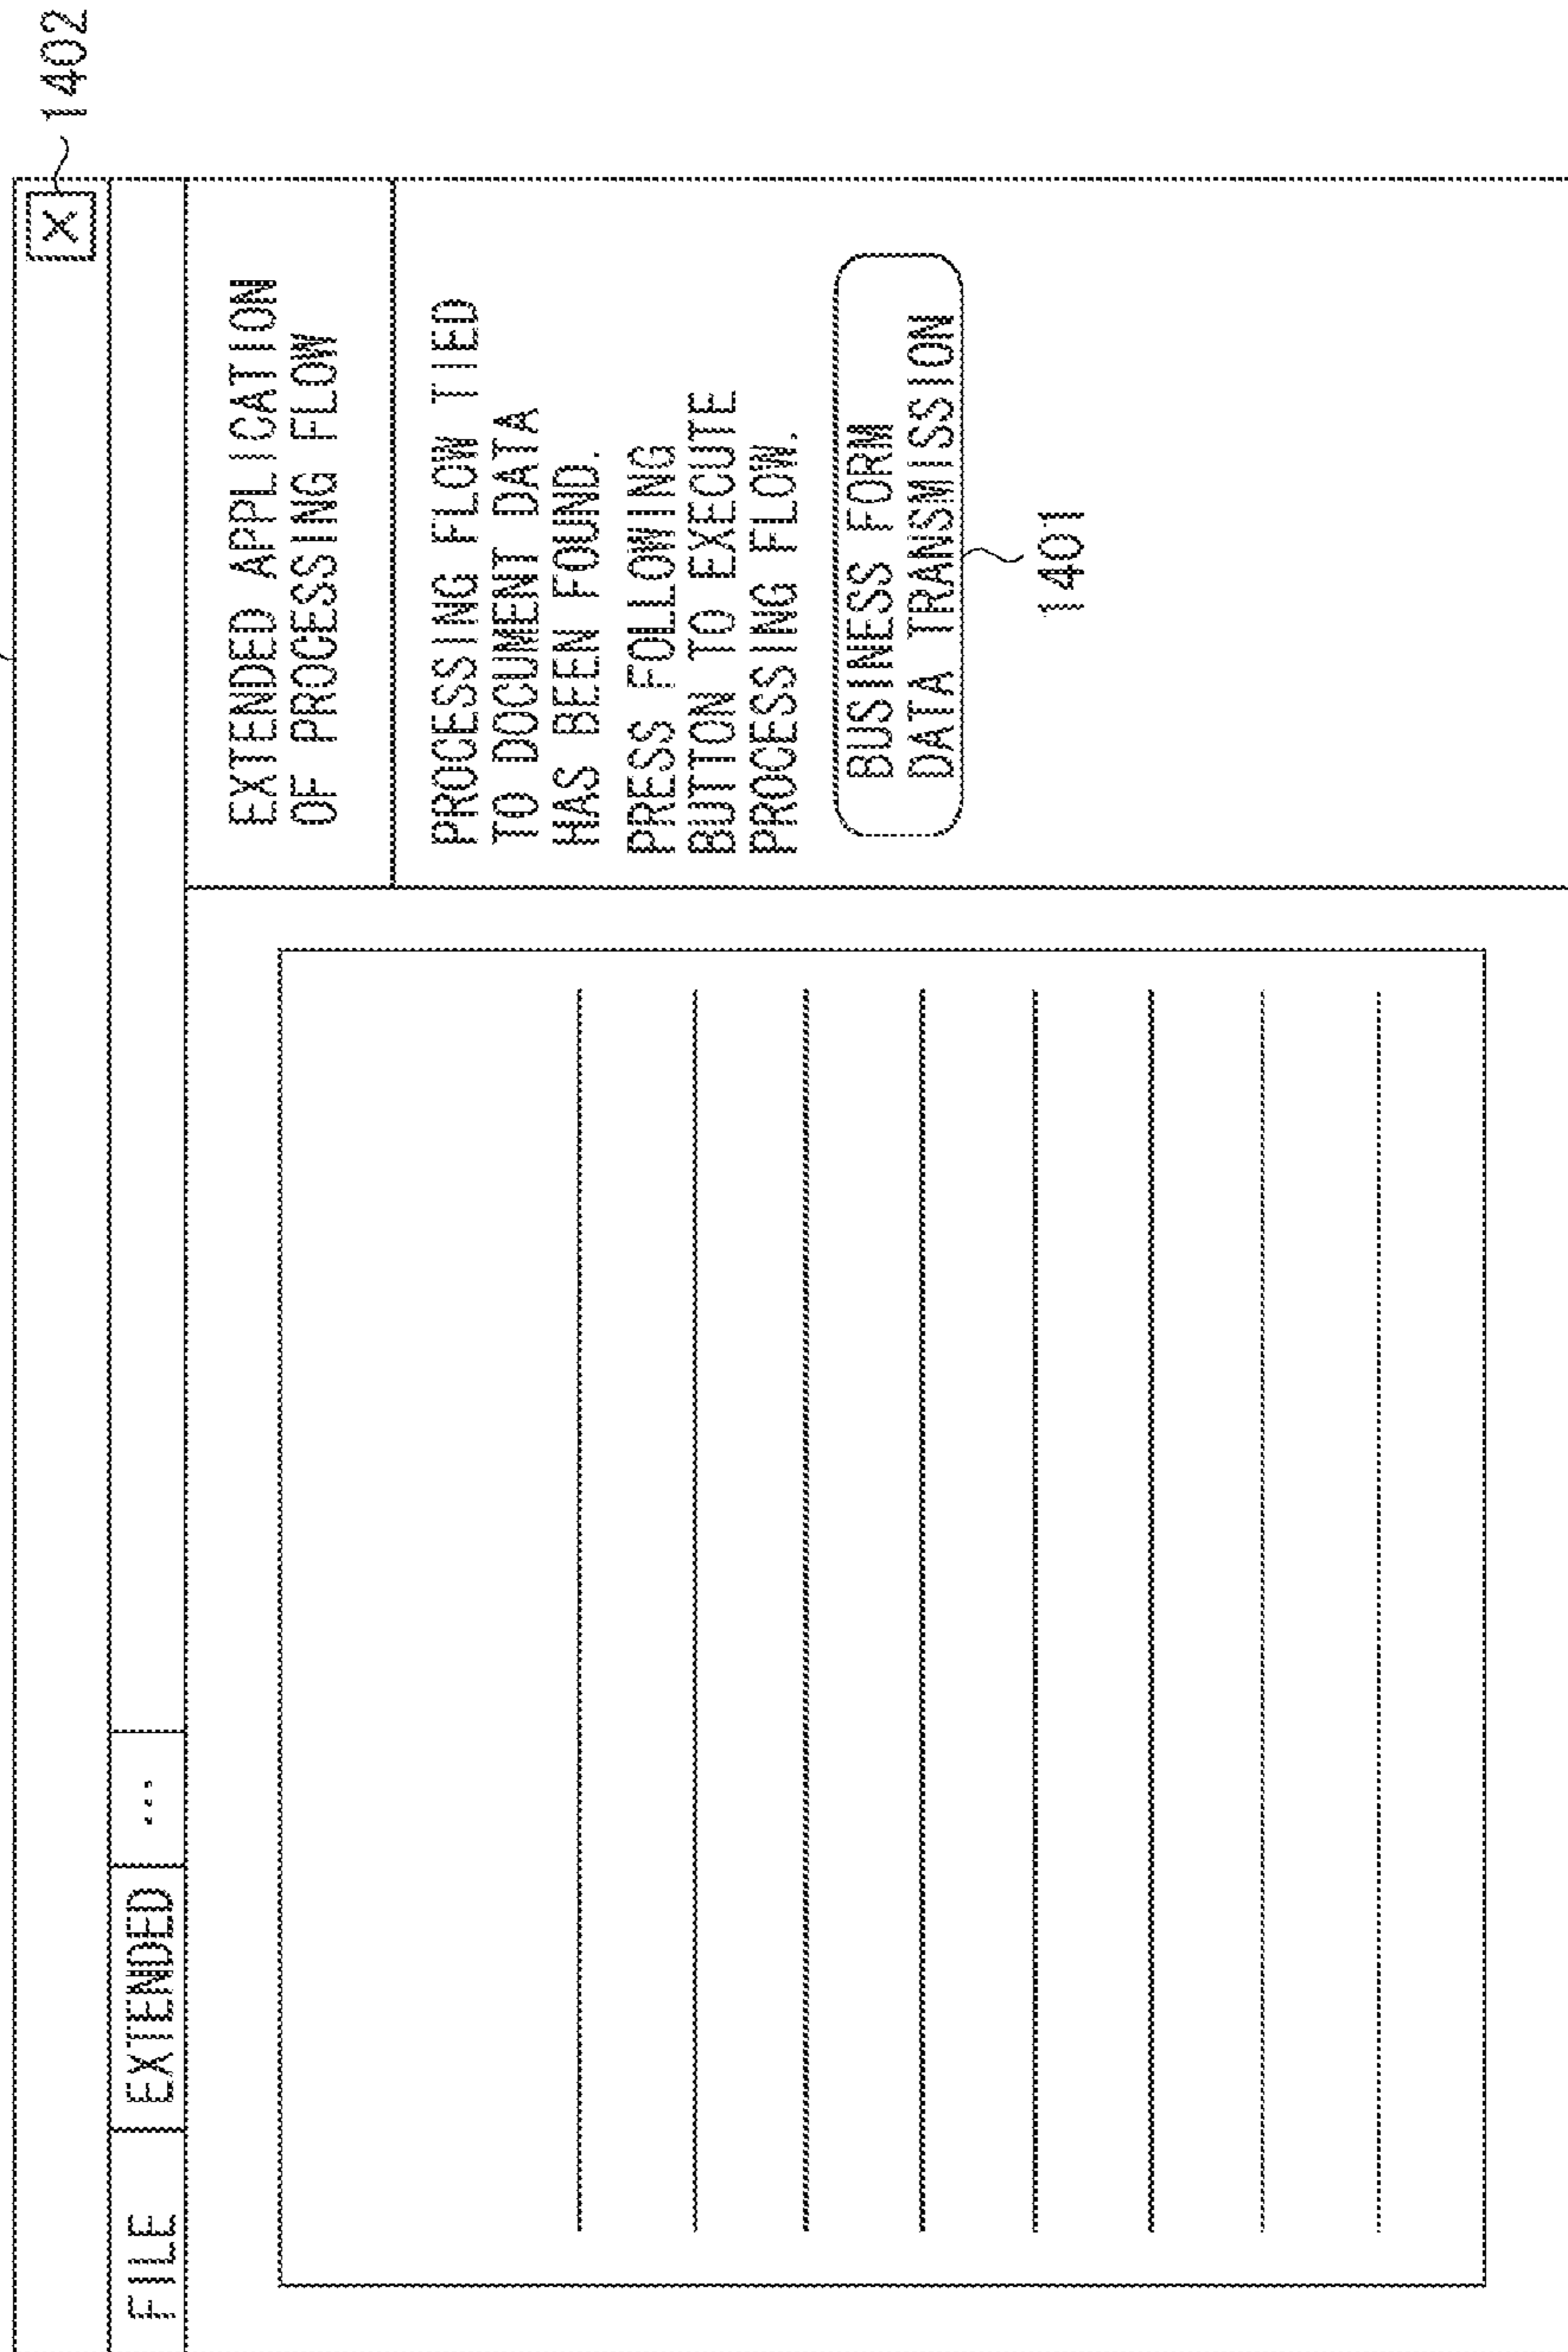 1402
X
FILE EXTENDED ...
EXTENDED APPLICATION
OF PROCESSING FLOW
PROCESSING FLOW TIED
TO DOCUMENT DATA
HAS BEEN FOUND.
PRESS FOLLOWING
BUTTON TO EXECUTE
PROCESSING FLOW.
BUSINESS FORM
DATA TRANSMISSION
1401